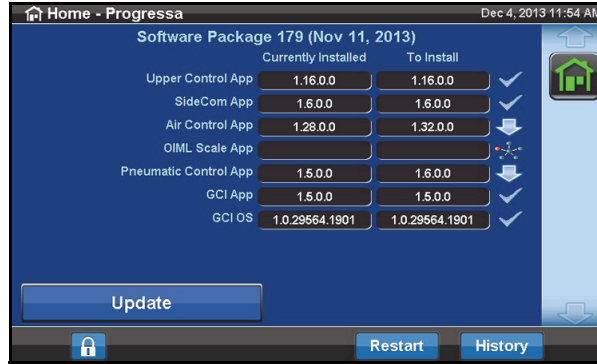 Home - Progressa Dec 4, 2013 11:54 AM
Software Package 179 (Nov 11, 2013)
Currently Installed To Install
Upper Control App 1.16.0.0 1.16.0.0
SideCom App 1.6.0.0 1.6.0.0
Air Control App 1.28.0.0 1.32.0.0
OIML Scale App
Pneumatic Control App 1.5.0.0 1.6.0.0
GCI App 1.5.0.0 1.5.0.0
GCI OS 1.0.29564.1901 1.0.29564.1901
Update
Restart History